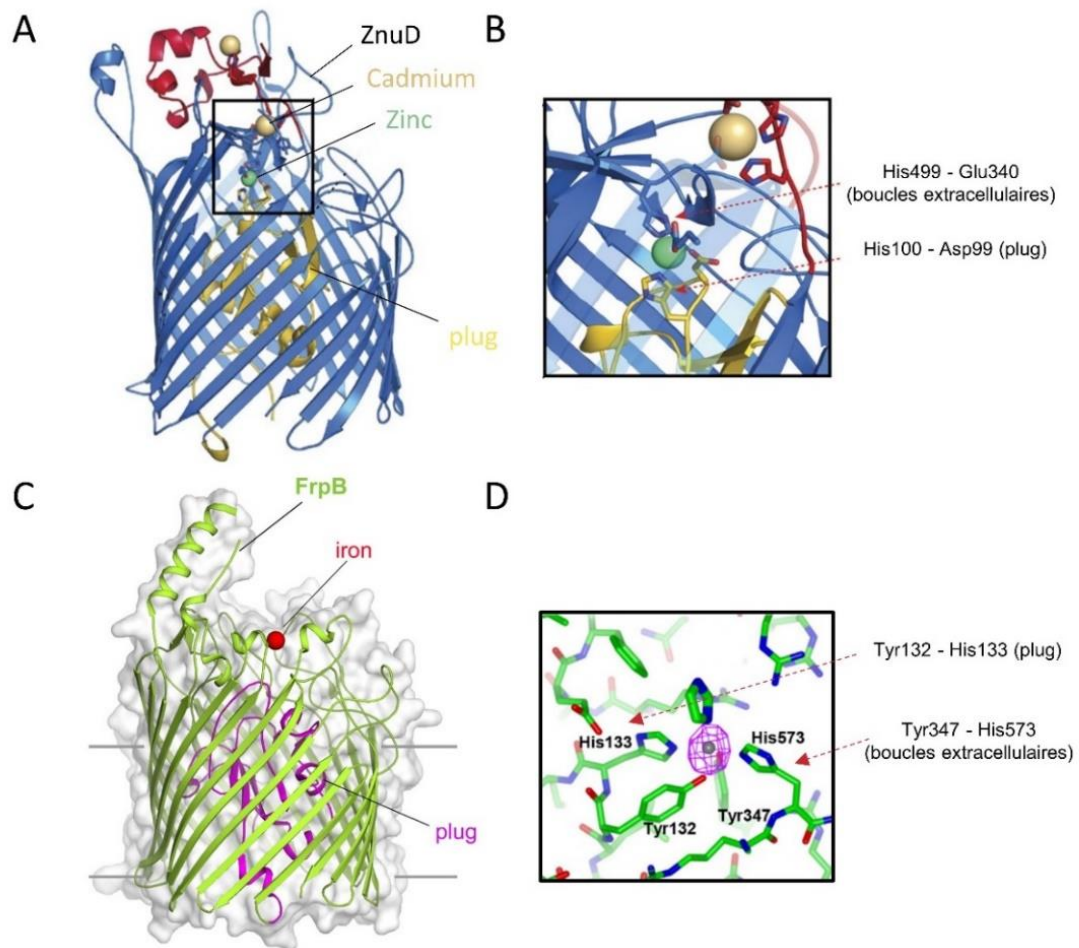 A
ZnuD
Cadmium
Zinc
plug
B
His499 - Glu340
(boucles extracellulaires)
His100 - Asp99 (plug)
C
FrpB
iron
plug
D
Tyr132 - His133 (plug)
Tyr347 - His573
(boucles extracellulaires)
His133
His573
Tyr132
Tyr347